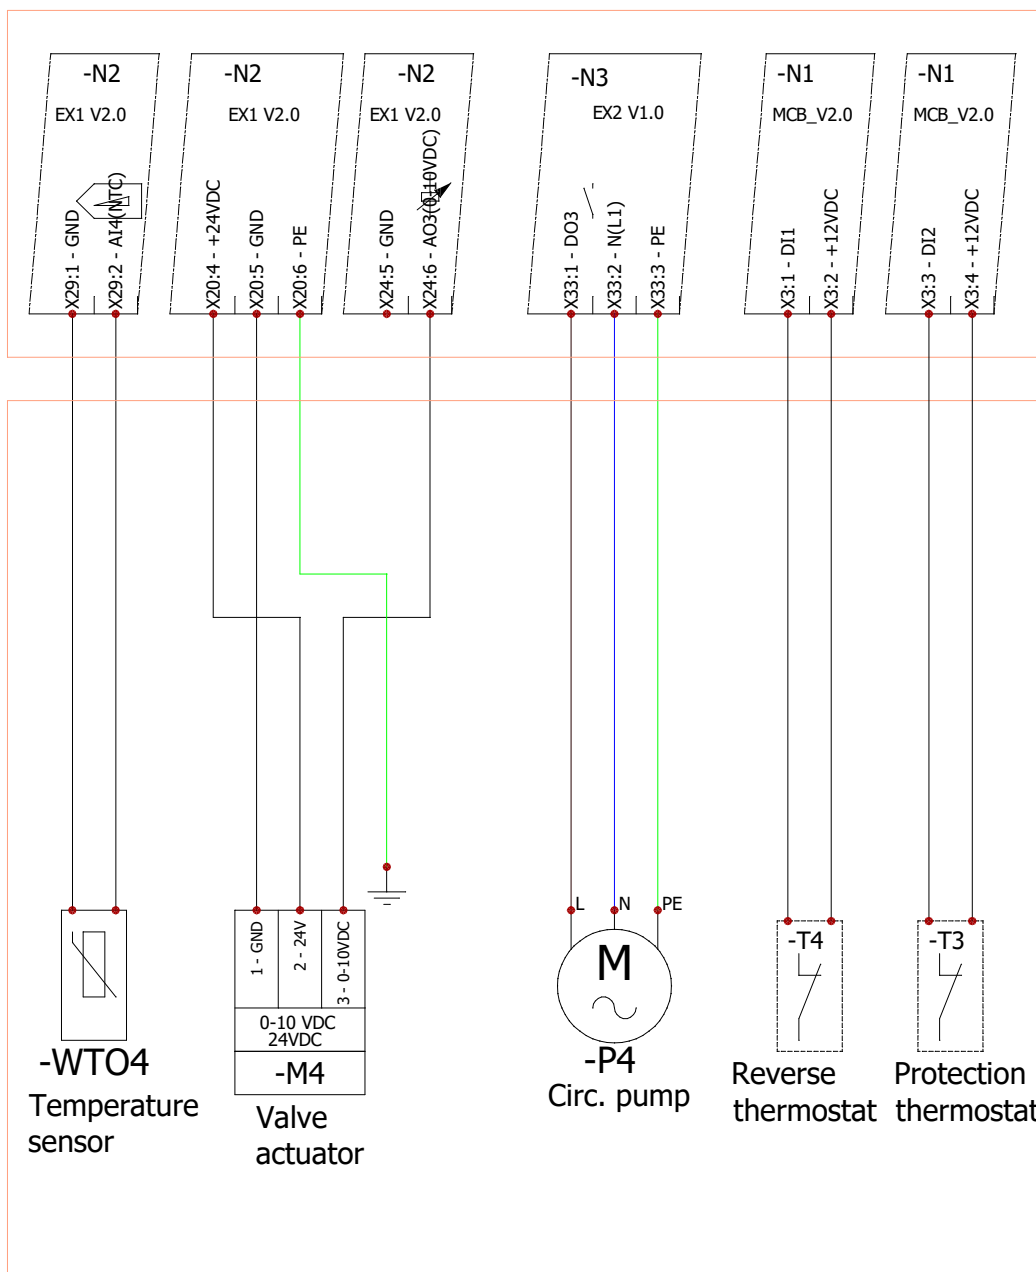 -N2
EX1 V2.0
X29:1 - GND
X29:2 - AI4(NTC)
-N2
EX1 V2.0
X20:4 - +24VDC
X20:5 - GND
X20:6 - PE
-N2
EX1 V2.0
X24:5 - GND
X24:6 - AO3(0-10VDC)
-N3
EX2 V1.0
X33:1 - DO3
X33:2 - N(L1)
X33:3 - PE
-N1
MCB_V2.0
X3:1 - DI1
X3:2 - +12VDC
-N1
MCB_V2.0
X3:3 - DI2
X3:4 - +12VDC
-WTO4
Temperature
sensor
1 - GND
2 - 24V
3 - 0-10VDC
0-10 VDC
24VDC
-M4
Valve
actuator
L
N
PE
M
-P4
Circ. pump
-T4
Reverse
thermostat
-T3
Protection
thermostat